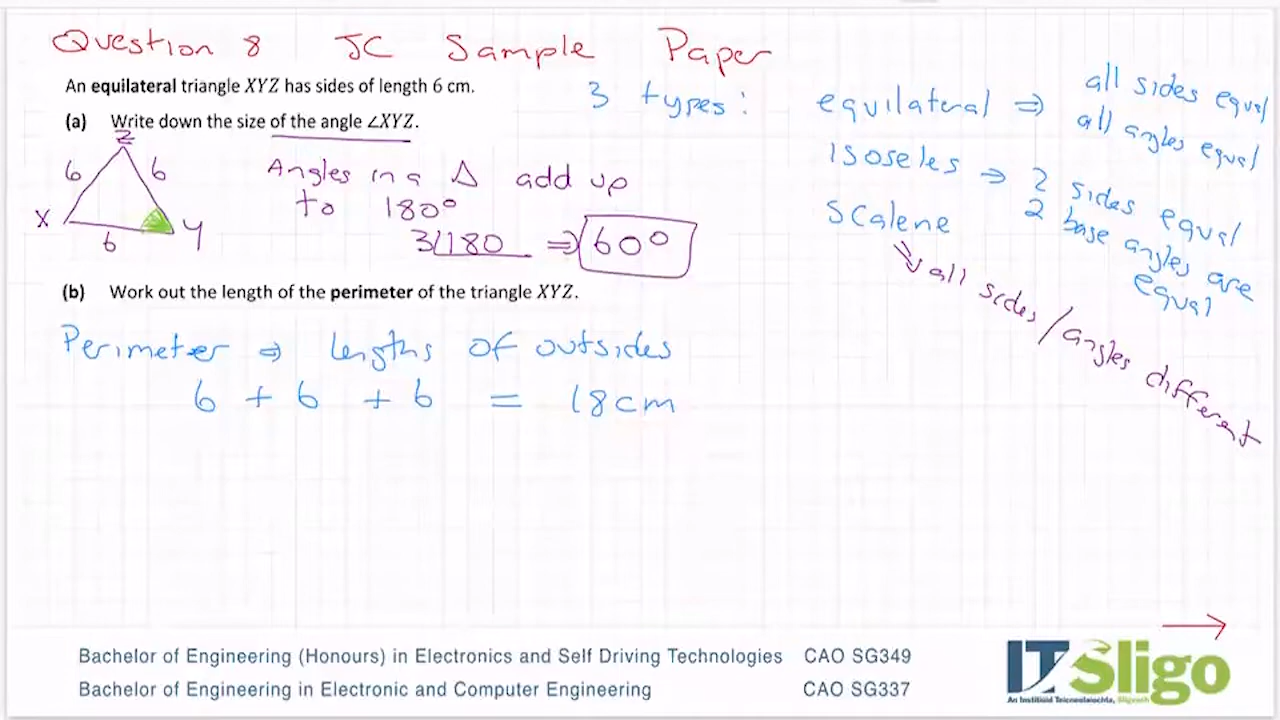 Question 8 JC Sample Paper
An equilateral triangle XYZ has sides of length 6 cm.
(a) Write down the size of the angle ∠XYZ.
Z
6 6
X
6
Y
Angles in a Δ add up
to 180°
3/180 ⇒ 60°
3 types:
equilateral ⇒ all sides equal
all angles equal
Isoseles ⇒ 2 sides equal
2 base angles are
equal
Scalene
all sides/angles different
(b) Work out the length of the perimeter of the triangle XYZ.
Perimeter ⇒ lengths of outsides
6 + 6 + 6 = 18cm
Bachelor of Engineering (Honours) in Electronics and Self Driving Technologies CAO SG349
Bachelor of Engineering in Electronic and Computer Engineering CAO SG337
IT Sligo
An Institiúid Teicneolaíochta, Sligeach